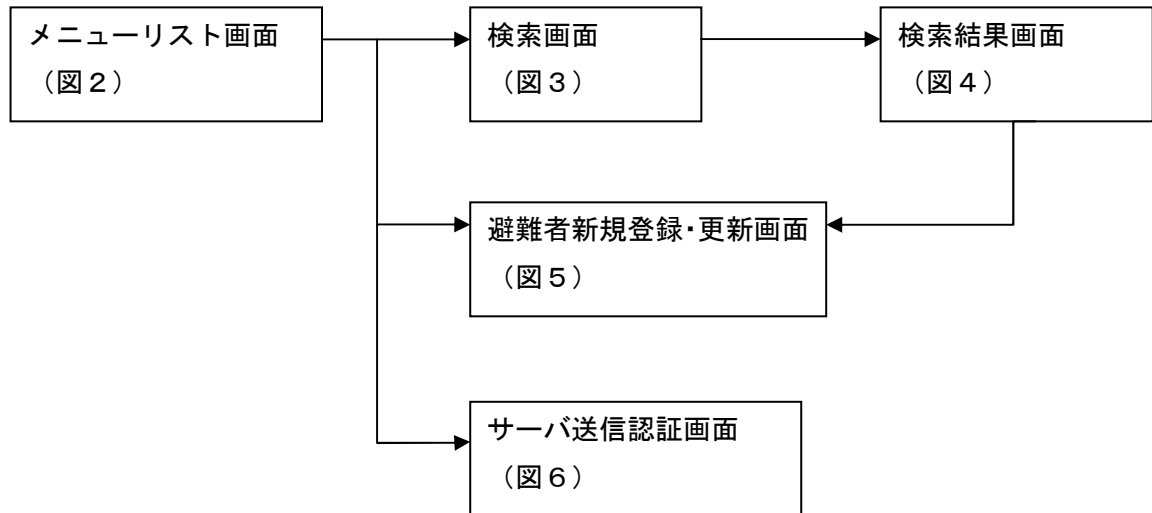 メニューリスト画面
（図２）
検索画面
（図３）
検索結果画面
（図４）
避難者新規登録・更新画面
（図５）
サーバ送信認証画面
（図６）